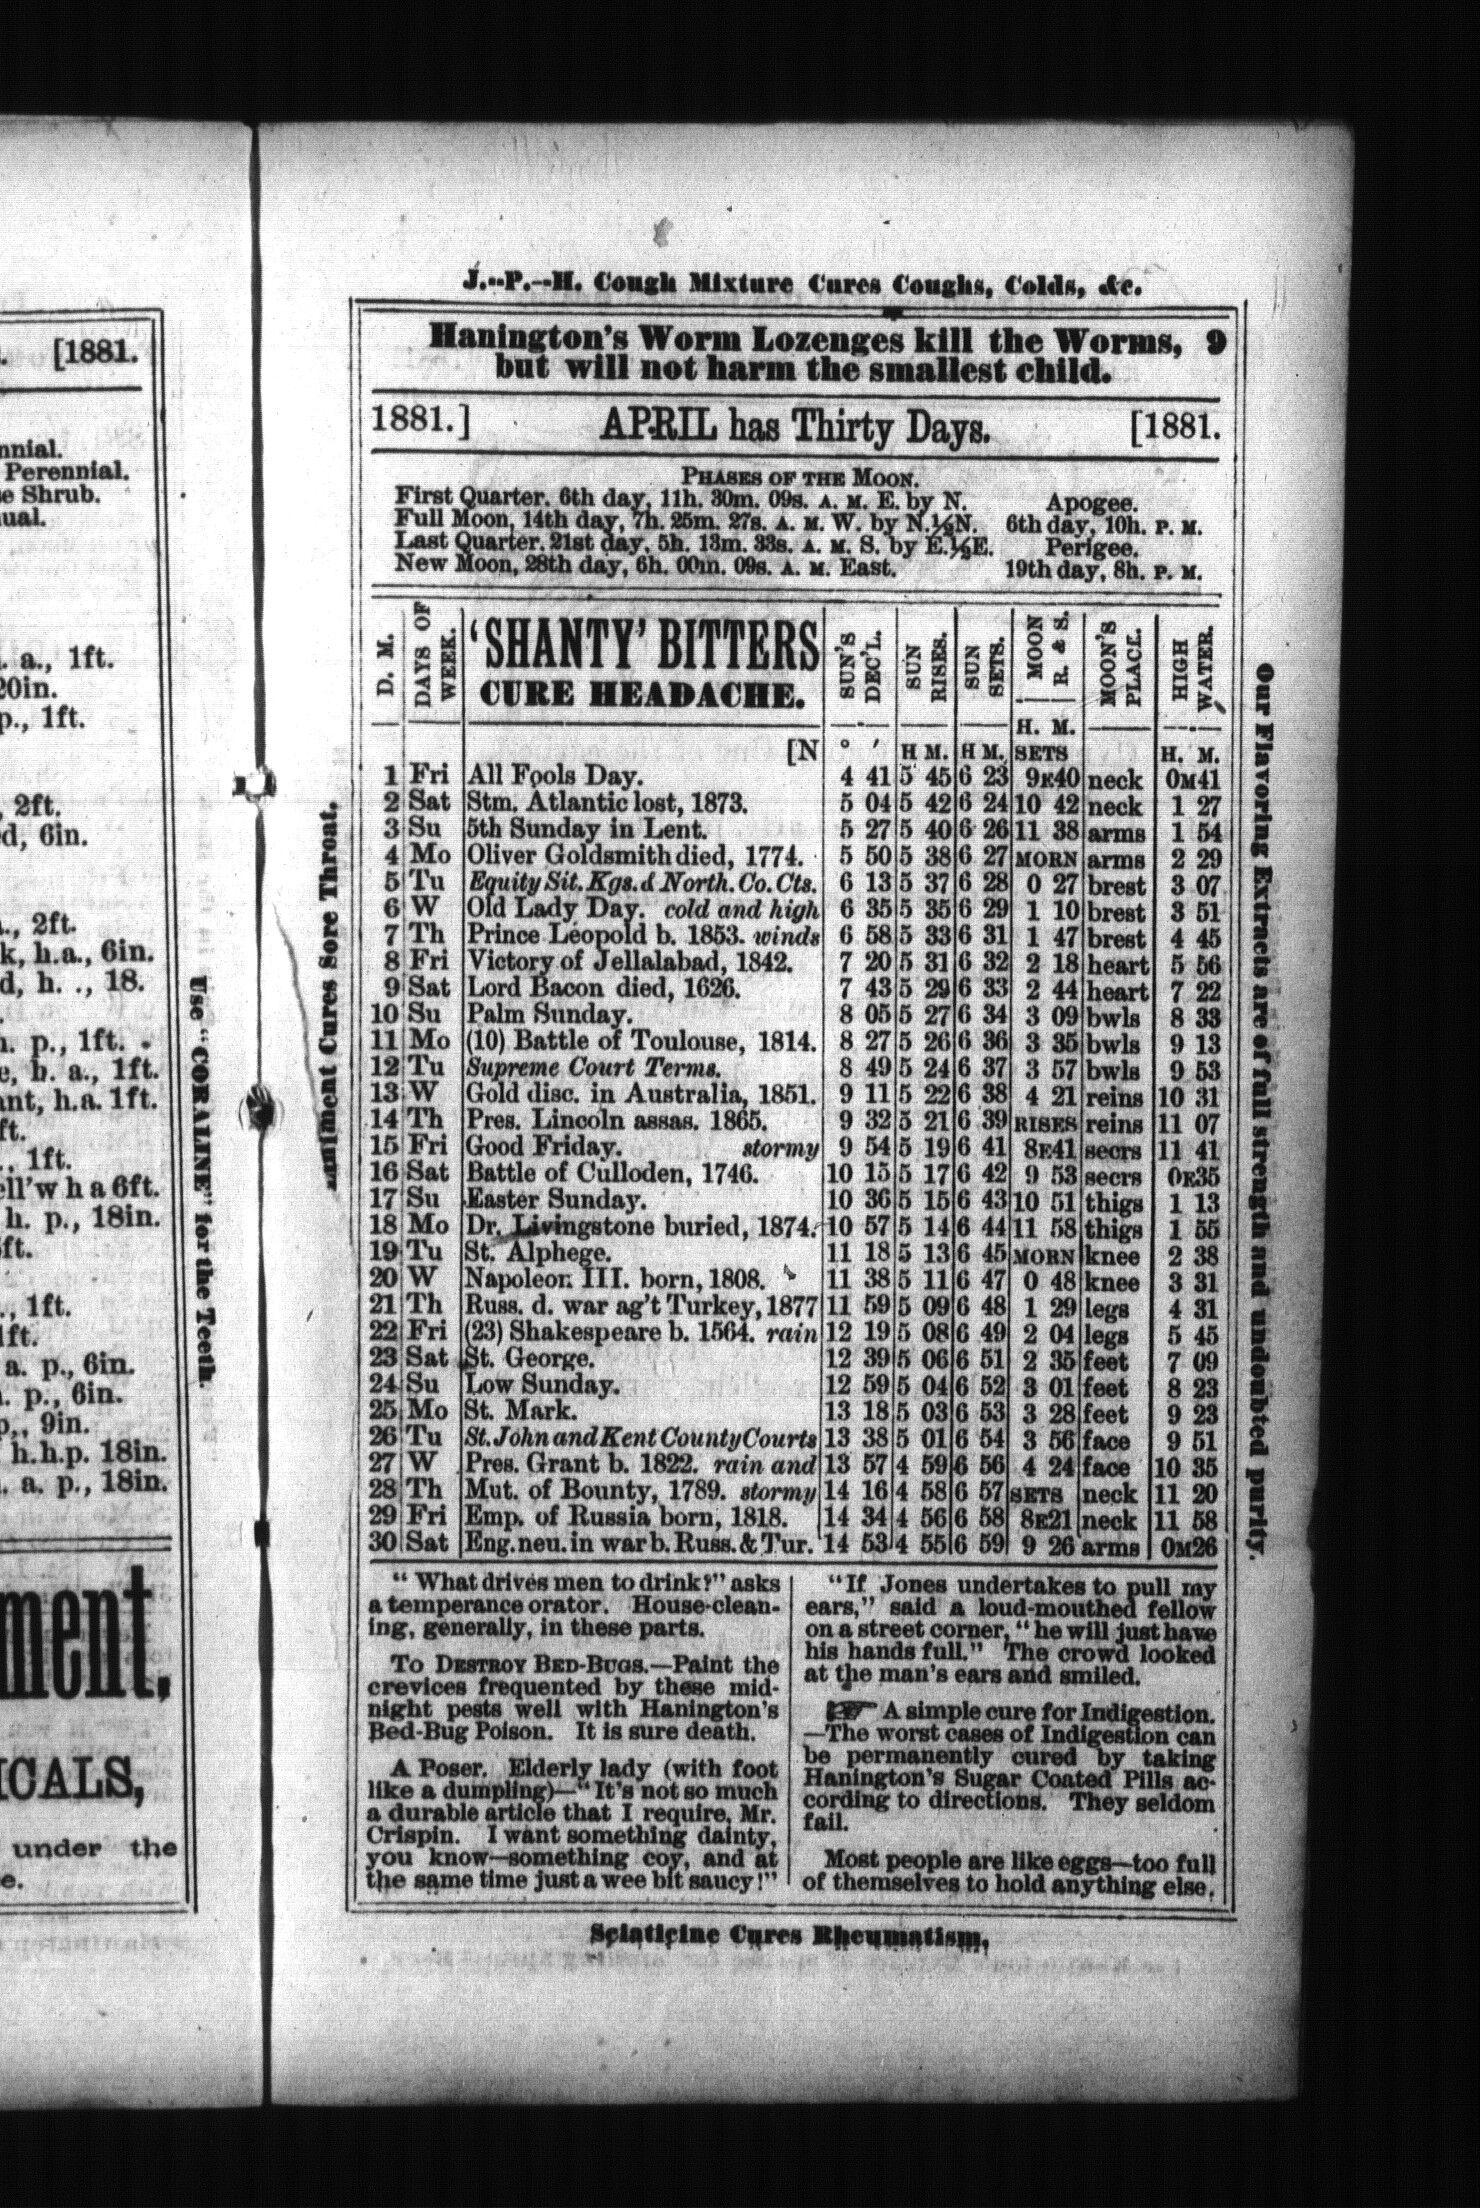 . [1881.
nnial.
Perennial.
e Shrub.
ual.
. a., 1ft.
20in.
p., 1ft.
, 2ft.
d, 6in.
., 2ft.
k, h.a., 6in.
d, h. ., 18.
h. p., 1ft.
e, h. a., 1ft.
ant, h.a. 1ft.
ft.
., 1ft.
ell'w h a 6ft.
h. p., 18in.
ft.
., 1ft.
1ft.
a. p., 6in.
. p., 6in.
p., 9in.
h.h.p. 18in.
. a. p., 18in.
ment,
ICALS,
under the
e.
Use "CORALINE" for the Teeth.
Laniment Cures Sore Throat.
J.--P.--H. Cough Mixture Cures Coughs, Colds, &c.
Hanington's Worm Lozenges kill the Worms, 9
but will not harm the smallest child.
1881.] APRIL has Thirty Days. [1881.
PHASES OF THE MOON.
First Quarter. 6th day, 11h. 30m. 09s. A. M. E. by N. Apogee.
Full Moon, 14th day, 7h. 25m. 27s. A. M. W. by N.½N. 6th day, 10h. P. M.
Last Quarter. 21st day. 5h. 13m. 33s. A. M. S. by E.½E. Perigee.
New Moon, 28th day, 6h. 00m. 09s. A. M. East. 19th day, 8h. P. M.
D. M. DAYS OF WEEK. 'SHANTY' BITTERS CURE HEADACHE. SUN'S DEC'L. SUN RISES. SUN SETS. MOON R. & S. MOON'S PLACE. HIGH WATER.
H. M.
[N ° ′ H M. H M. SETS H. M.
1 Fri All Fools Day. 4 41 5 45 6 23 9E40 neck 0M41
2 Sat Stm. Atlantic lost, 1873. 5 04 5 42 6 24 10 42 neck 1 27
3 Su 5th Sunday in Lent. 5 27 5 40 6 26 11 38 arms 1 54
4 Mo Oliver Goldsmith died, 1774. 5 50 5 38 6 27 MORN arms 2 29
5 Tu Equity Sit. Kgs. & North. Co. Cts. 6 13 5 37 6 28 0 27 brest 3 07
6 W Old Lady Day. cold and high 6 35 5 35 6 29 1 10 brest 3 51
7 Th Prince Leopold b. 1853. winds 6 58 5 33 6 31 1 47 brest 4 45
8 Fri Victory of Jellalabad, 1842. 7 20 5 31 6 32 2 18 heart 5 56
9 Sat Lord Bacon died, 1626. 7 43 5 29 6 33 2 44 heart 7 22
10 Su Palm Sunday. 8 05 5 27 6 34 3 09 bwls 8 33
11 Mo (10) Battle of Toulouse, 1814. 8 27 5 26 6 36 3 35 bwls 9 13
12 Tu Supreme Court Terms. 8 49 5 24 6 37 3 57 bwls 9 53
13 W Gold disc. in Australia, 1851. 9 11 5 22 6 38 4 21 reins 10 31
14 Th Pres. Lincoln assas. 1865. 9 32 5 21 6 39 RISES reins 11 07
15 Fri Good Friday. stormy 9 54 5 19 6 41 8E41 secrs 11 41
16 Sat Battle of Culloden, 1746. 10 15 5 17 6 42 9 53 secrs 0E35
17 Su Easter Sunday. 10 36 5 15 6 43 10 51 thigs 1 13
18 Mo Dr. Livingstone buried, 1874. 10 57 5 14 6 44 11 58 thigs 1 55
19 Tu St. Alphege. 11 18 5 13 6 45 MORN knee 2 38
20 W Napoleon III. born, 1808. 11 38 5 11 6 47 0 48 knee 3 31
21 Th Russ. d. war ag't Turkey, 1877 11 59 5 09 6 48 1 29 legs 4 31
22 Fri (23) Shakespeare b. 1564. rain 12 19 5 08 6 49 2 04 legs 5 45
23 Sat St. George. 12 39 5 06 6 51 2 35 feet 7 09
24 Su Low Sunday. 12 59 5 04 6 52 3 01 feet 8 23
25 Mo St. Mark. 13 18 5 03 6 53 3 28 feet 9 23
26 Tu St. John and Kent County Courts 13 38 5 01 6 54 3 56 face 9 51
27 W Pres. Grant b. 1822. rain and 13 57 4 59 6 56 4 24 face 10 35
28 Th Mut. of Bounty, 1789. stormy 14 16 4 58 6 57 SETS neck 11 20
29 Fri Emp. of Russia born, 1818. 14 34 4 56 6 58 8E21 neck 11 58
30 Sat Eng. neu. in war b. Russ. & Tur. 14 53 4 55 6 59 9 26 arms 0M26
"What drives men to drink?" asks
a temperance orator. House-clean-
ing, generally, in these parts.
TO DESTROY BED-BUGS.—Paint the
crevices frequented by these mid-
night pests well with Hanington's
Bed-Bug Poison. It is sure death.
A Poser. Elderly lady (with foot
like a dumpling)—"It's not so much
a durable article that I require, Mr.
Crispin. I want something dainty,
you know—something coy, and at
the same time just a wee bit saucy!"
"If Jones undertakes to pull my
ears," said a loud-mouthed fellow
on a street corner, "he will just have
his hands full." The crowd looked
at the man's ears and smiled.
☞ A simple cure for Indigestion.
—The worst cases of Indigestion can
be permanently cured by taking
Hanington's Sugar Coated Pills ac-
cording to directions. They seldom
fail.
Most people are like eggs—too full
of themselves to hold anything else.
Our Flavoring Extracts are of full strength and undoubted purity.
Sciaticine Cures Rheumatism.